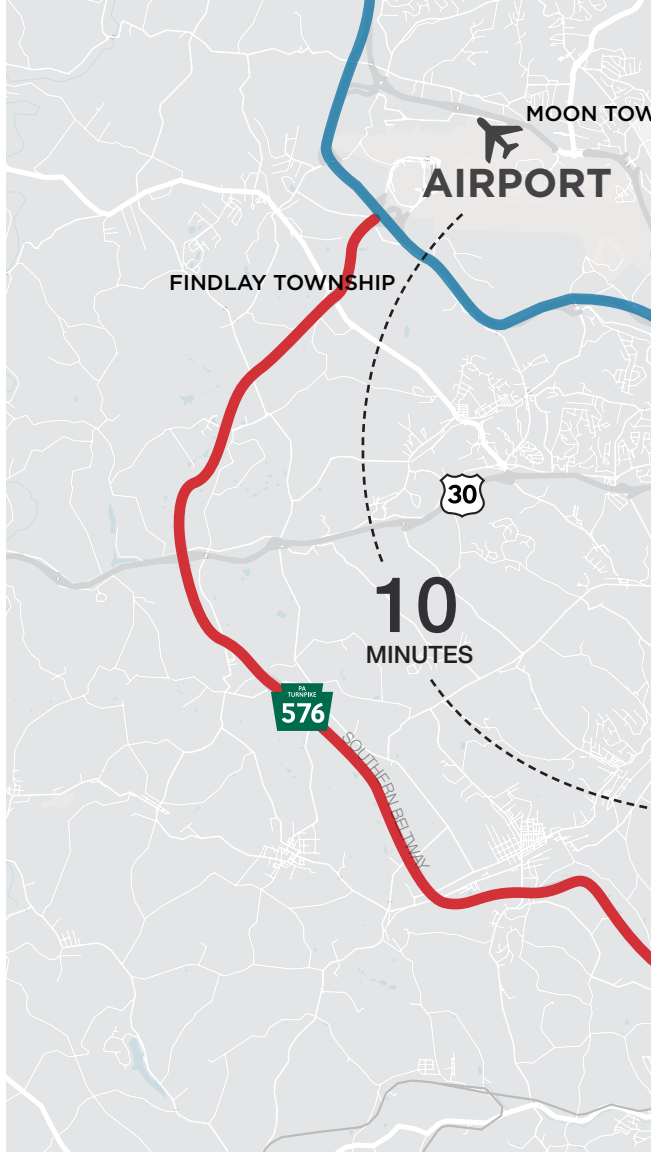 MOON TOW
AIRPORT
FINDLAY TOWNSHIP
30
10
MINUTES
PA
TURNPIKE
576
SOUTHERN BELTWAY